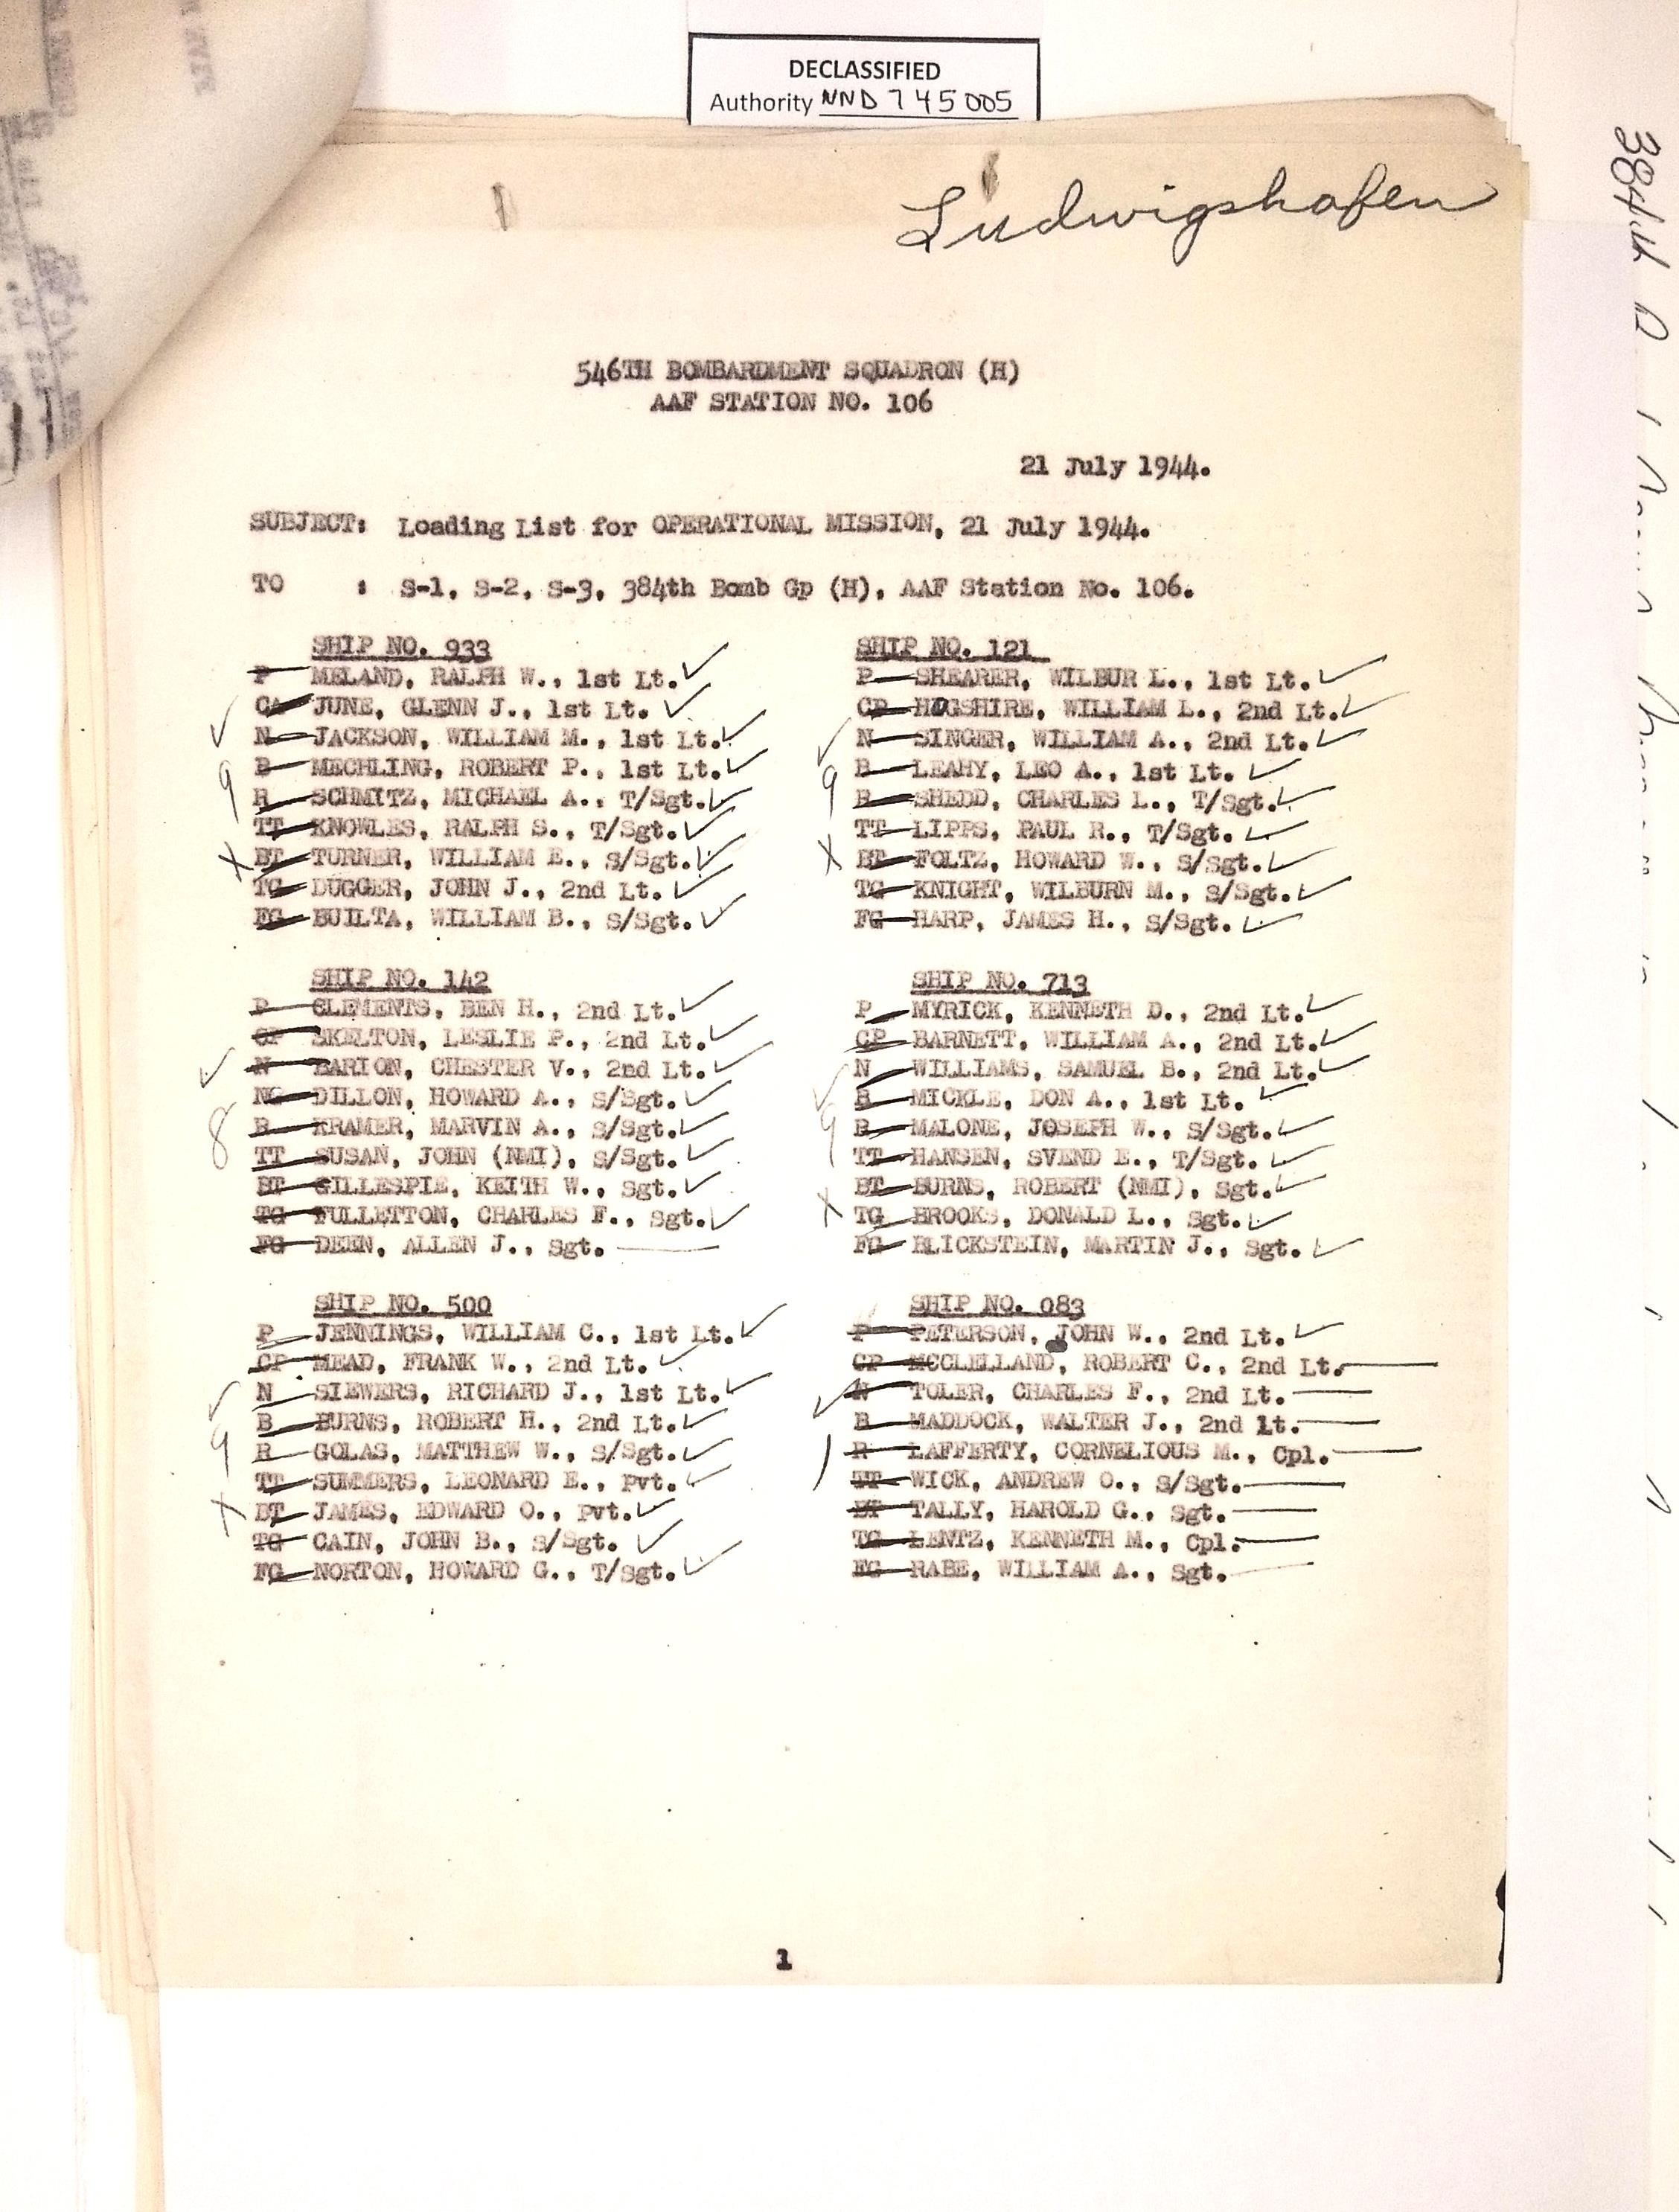 DECLASSIFIED
Authority NND 745005
Ludwigshafen
384th
546TH BOMBARDMENT SQUADRON (H)
AAF STATION NO. 106
21 July 1944.
SUBJECT: Loading List for OPERATIONAL MISSION, 21 July 1944.
TO : S-1, S-2, S-3, 384th Bomb Gp (H), AAF Station No. 106.
SHIP NO. 933
P MELAND, RALPH W., 1st Lt. ✓
CA JUNE, GLENN J., 1st Lt. ✓
✓ N JACKSON, WILLIAM M., 1st Lt. ✓
9 B MECHLING, ROBERT P., 1st Lt. ✓
R SCHMITZ, MICHAEL A., T/Sgt. ✓
TT KNOWLES, RALPH S., T/Sgt. ✓
X BT TURNER, WILLIAM E., S/Sgt. ✓
TG DUGGER, JOHN J., 2nd Lt. ✓
FG BUILTA, WILLIAM B., S/Sgt. ✓
SHIP NO. 121
P SHEARER, WILBUR L., 1st Lt. ✓
CP HOGSHIRE, WILLIAM L., 2nd Lt. ✓
✓ N SINGER, WILLIAM A., 2nd Lt. ✓
9 B LEAHY, LEO A., 1st Lt. ✓
R SHEDD, CHARLES L., T/Sgt. ✓
TT LIPPS, PAUL R., T/Sgt. ✓
X BT FOLTZ, HOWARD W., S/Sgt. ✓
TG KNIGHT, WILBURN M., S/Sgt. ✓
FG HARP, JAMES H., S/Sgt. ✓
SHIP NO. 142
P CLEMENTS, BEN H., 2nd Lt. ✓
CP SKELTON, LESLIE P., 2nd Lt. ✓
✓ N BARION, CHESTER V., 2nd Lt. ✓
NG DILLON, HOWARD A., S/Sgt. ✓
8 R KRAMER, MARVIN A., S/Sgt. ✓
TT SUSAN, JOHN (NMI), S/Sgt. ✓
BT GILLESPIE, KEITH W., Sgt. ✓
TG FULLETTON, CHARLES F., Sgt. ✓
FG DEEN, ALLEN J., Sgt. —
SHIP NO. 713
P MYRICK, KENNETH D., 2nd Lt. ✓
CP BARNETT, WILLIAM A., 2nd Lt. ✓
N WILLIAMS, SAMUEL B., 2nd Lt. ✓
✓ B MICKLE, DON A., 1st Lt. ✓
9 R MALONE, JOSEPH W., S/Sgt. ✓
TT HANSEN, SVEND E., T/Sgt. ✓
BT BURNS, ROBERT (NMI), Sgt. ✓
X TG BROOKS, DONALD L., Sgt. ✓
FG BLICKSTEIN, MARTIN J., Sgt. ✓
SHIP NO. 500
P JENNINGS, WILLIAM C., 1st Lt. ✓
CP MEAD, FRANK W., 2nd Lt. ✓
✓ N SIEWERS, RICHARD J., 1st Lt. ✓
9 B BURNS, ROBERT H., 2nd Lt. ✓
R GOLAS, MATTHEW W., S/Sgt. ✓
TT SUMMERS, LEONARD E., Pvt. ✓
X BT JAMES, EDWARD O., Pvt. ✓
TG CAIN, JOHN B., S/Sgt. ✓
FG NORTON, HOWARD G., T/Sgt. ✓
SHIP NO. 083
P PETERSON, JOHN W., 2nd Lt. ✓
CP MCCLELLAND, ROBERT C., 2nd Lt. —
✓ N TOLER, CHARLES F., 2nd Lt. —
B MADDOCK, WALTER J., 2nd Lt. —
1 R LAFFERTY, CORNELIOUS M., Cpl. —
TT WICK, ANDREW O., S/Sgt. —
BT TALLY, HAROLD G., Sgt. —
TG LENTZ, KENNETH M., Cpl. —
FG RABE, WILLIAM A., Sgt. —
1